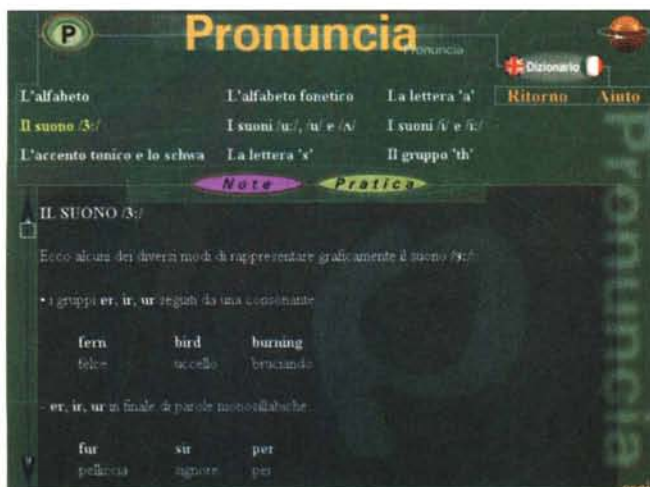 P
Pronuncia
Pronuncia
Dizionario
L'alfabeto L'alfabeto fonetico La lettera 'a' Ritorno Aiuto
Il suono /3:/ I suoni /u:/, /u/ e /ʌ/ I suoni /i/ e /i:/
L'accento tonico e lo schwa La lettera 's' Il gruppo 'th'
Note Pratica
IL SUONO /3:/
Ecco alcuni dei diversi modi di rappresentare graficamente il suono /3:/:
• i gruppi er, ir, ur seguiti da una consonante
fern bird burning
felce uccello bruciando
- er, ir, ur in finale di parole monosillabiche:
fur sir per
pelliccia signore per
Pronuncia